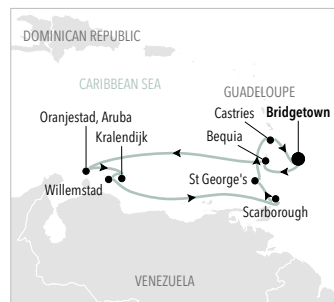 DOMINICAN REPUBLIC
CARIBBEAN SEA
GUADELOUPE
Oranjestad, Aruba
Castries
Bridgetown
Kralendijk
Bequia
Willemstad
St George's
Scarborough
VENEZUELA